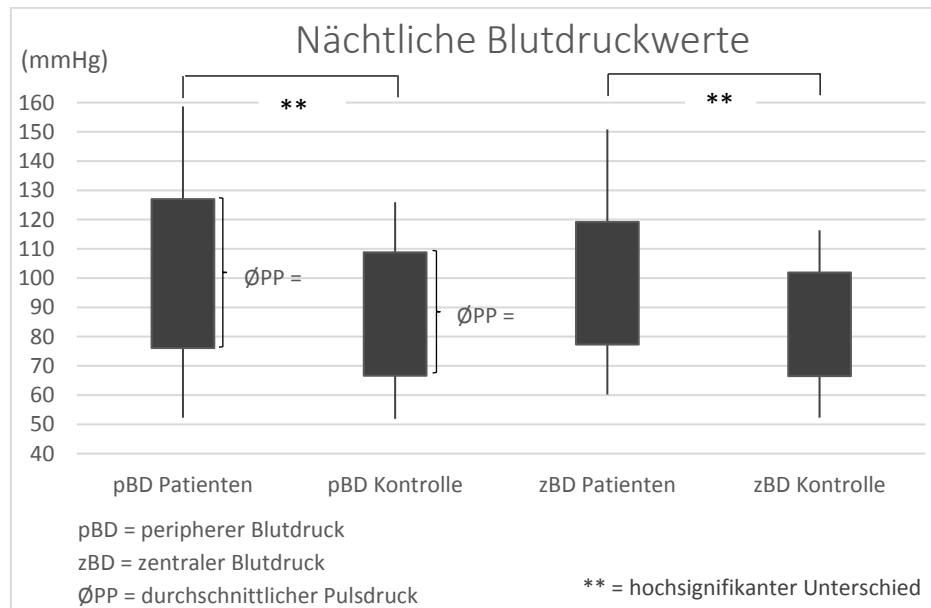 Nächtliche Blutdruckwerte
(mmHg)
** **
160
150
140
130
120
110
100
90
80
70
60
50
40
ØPP =
ØPP =
pBD Patienten pBD Kontrolle zBD Patienten zBD Kontrolle
pBD = peripherer Blutdruck
zBD = zentraler Blutdruck
ØPP = durchschnittlicher Pulsdruck
** = hochsignifikanter Unterschied